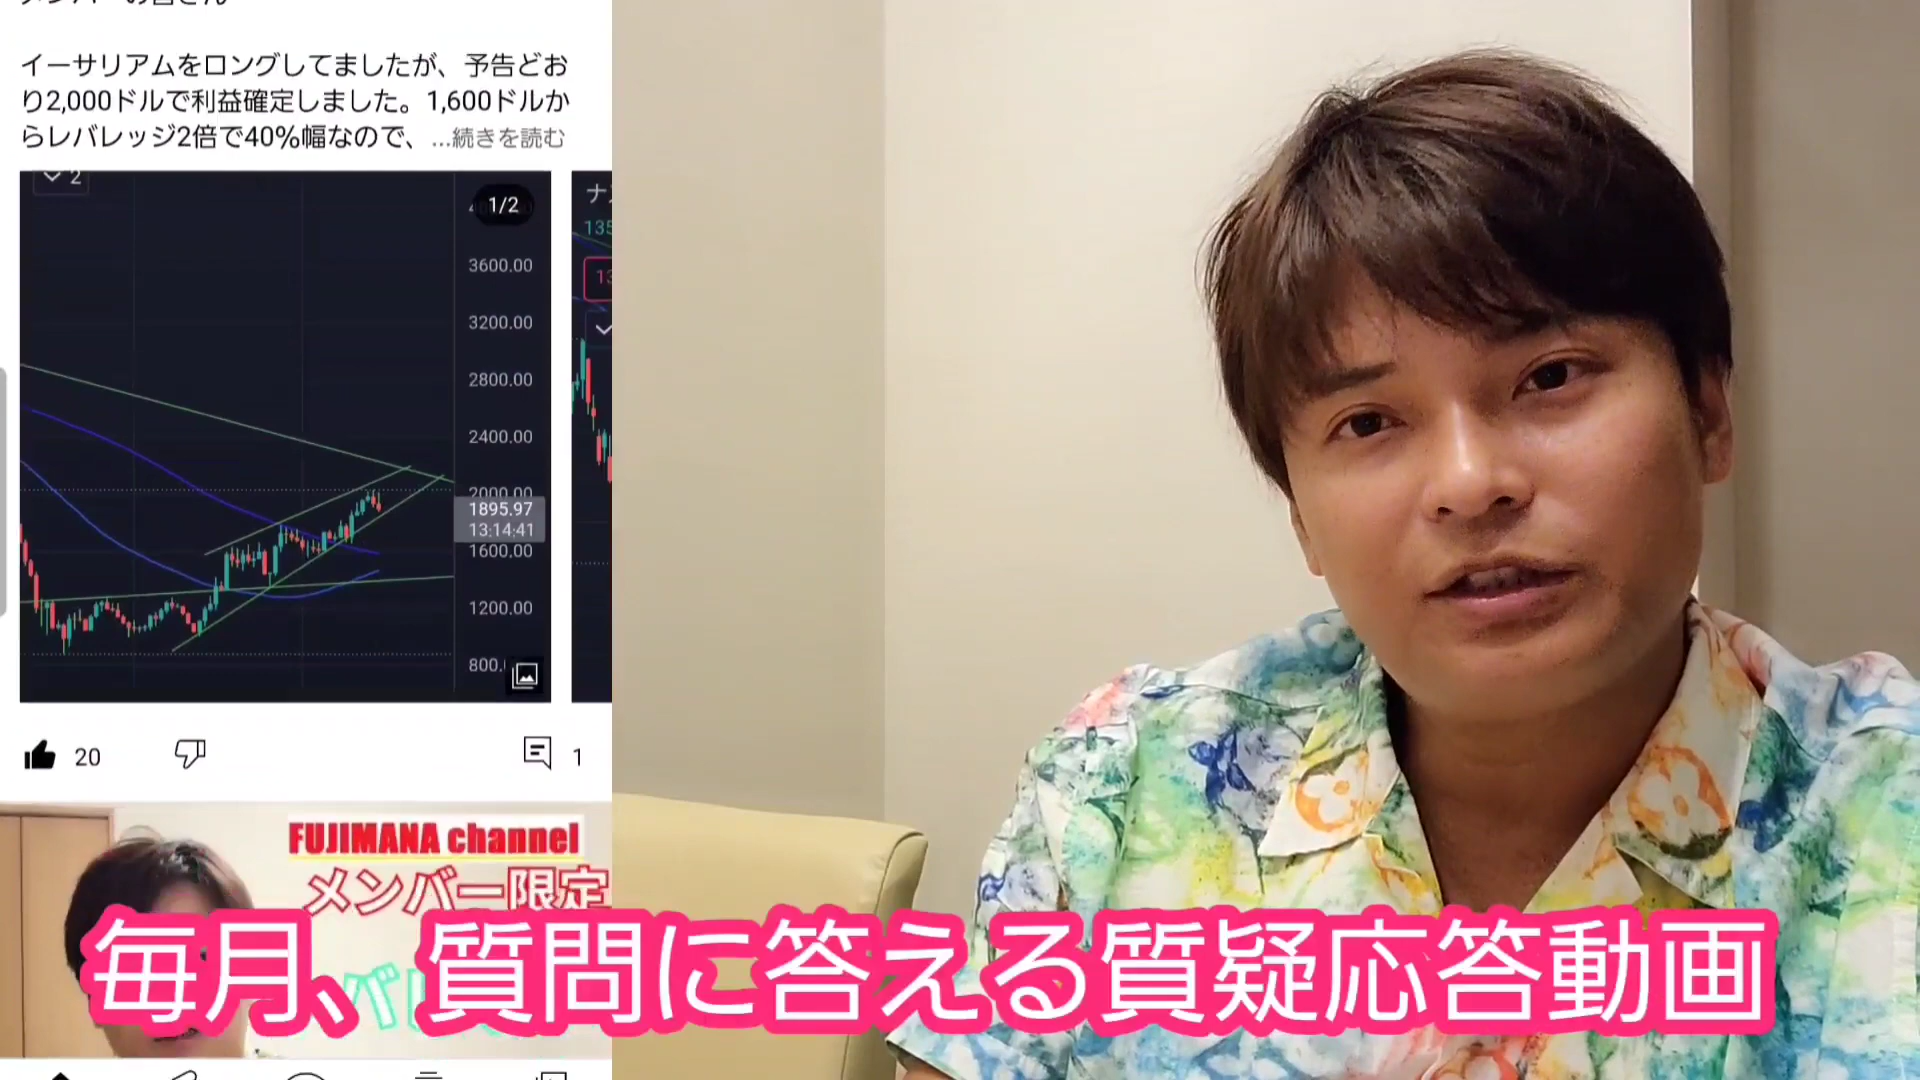 イーサリアムをロングしてましたが、予告どお
り2,000ドルで利益確定しました。1,600ドルか
らレバレッジ2倍で40%幅なので、...続きを読む
2
1/2
3600.00
3200.00
2800.00
2400.00
2000.00
1895.97
13:14:41
1600.00
1200.00
800.
135
13
20
1
FUJIMANA channel
メンバー限定
毎月、質問に答える質疑応答動画